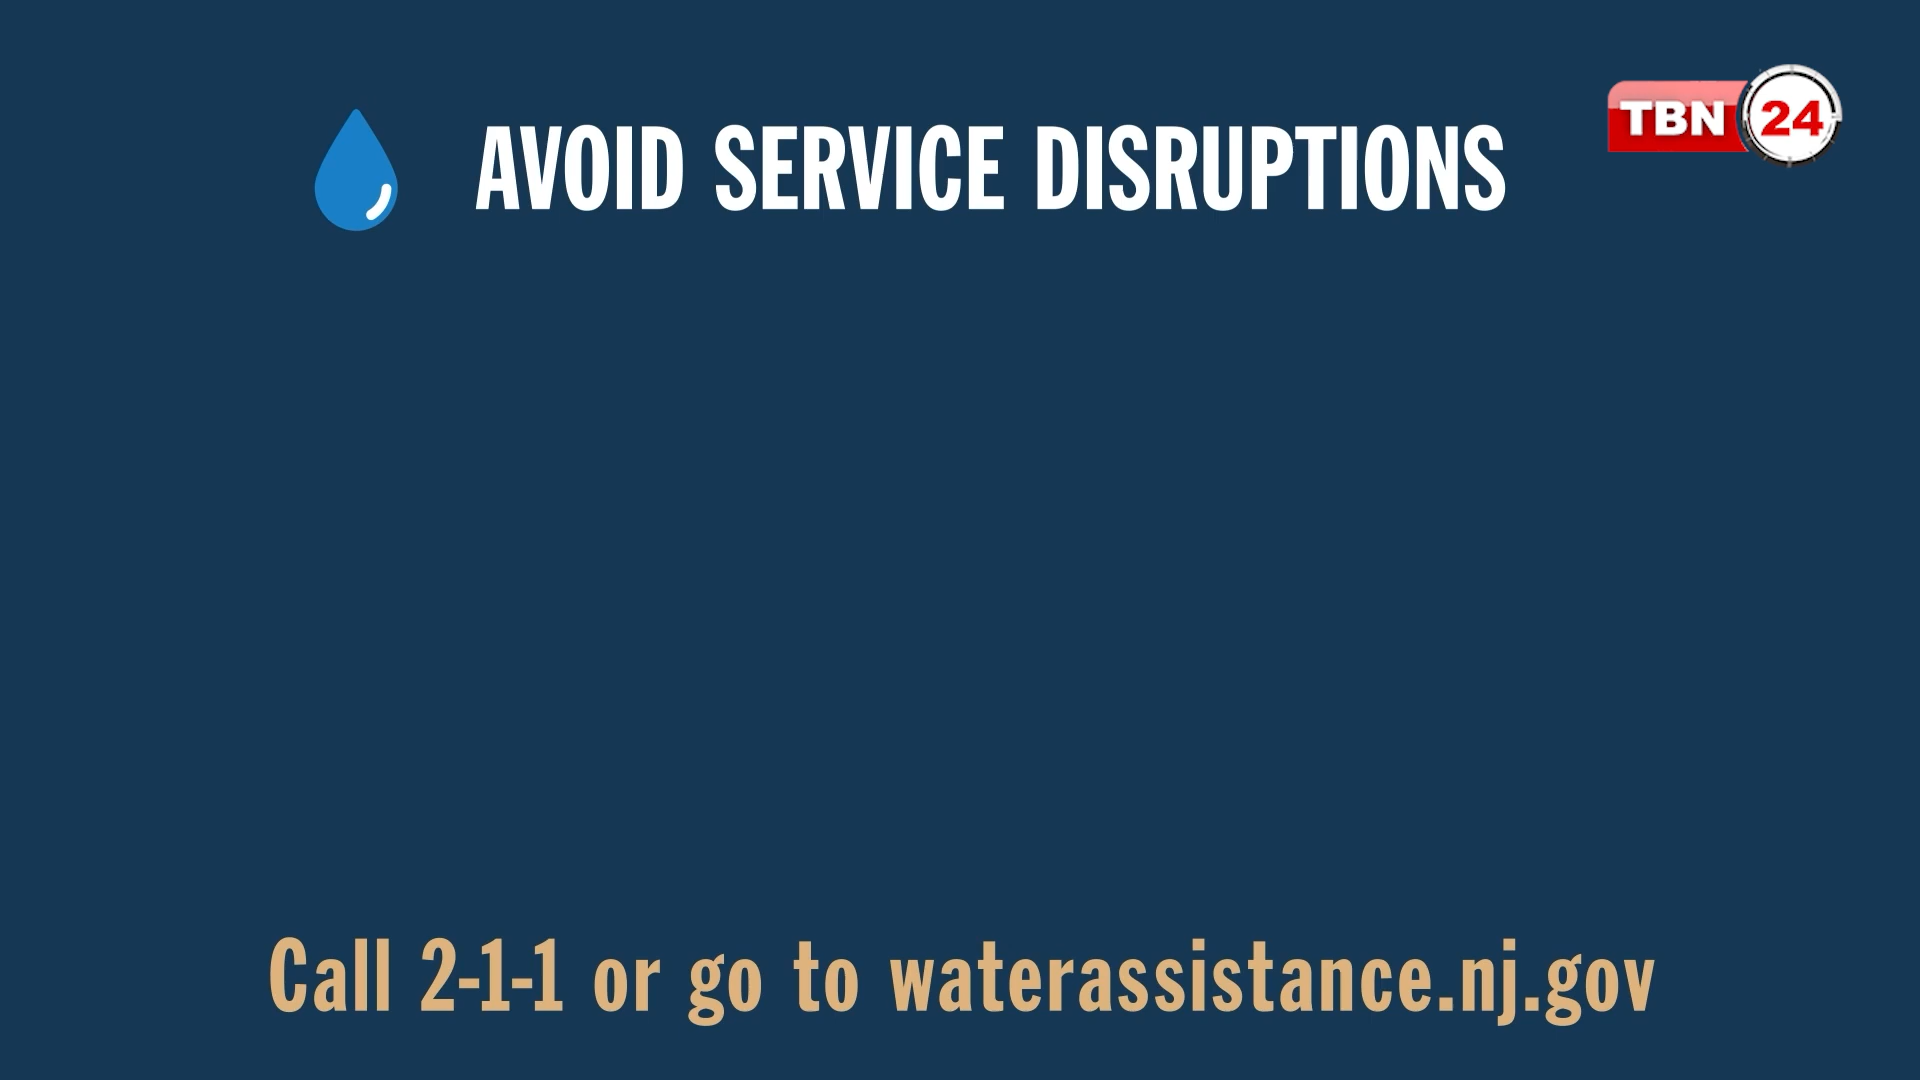 TBN 24
AVOID SERVICE DISRUPTIONS
Call 2-1-1 or go to waterassistance.nj.gov